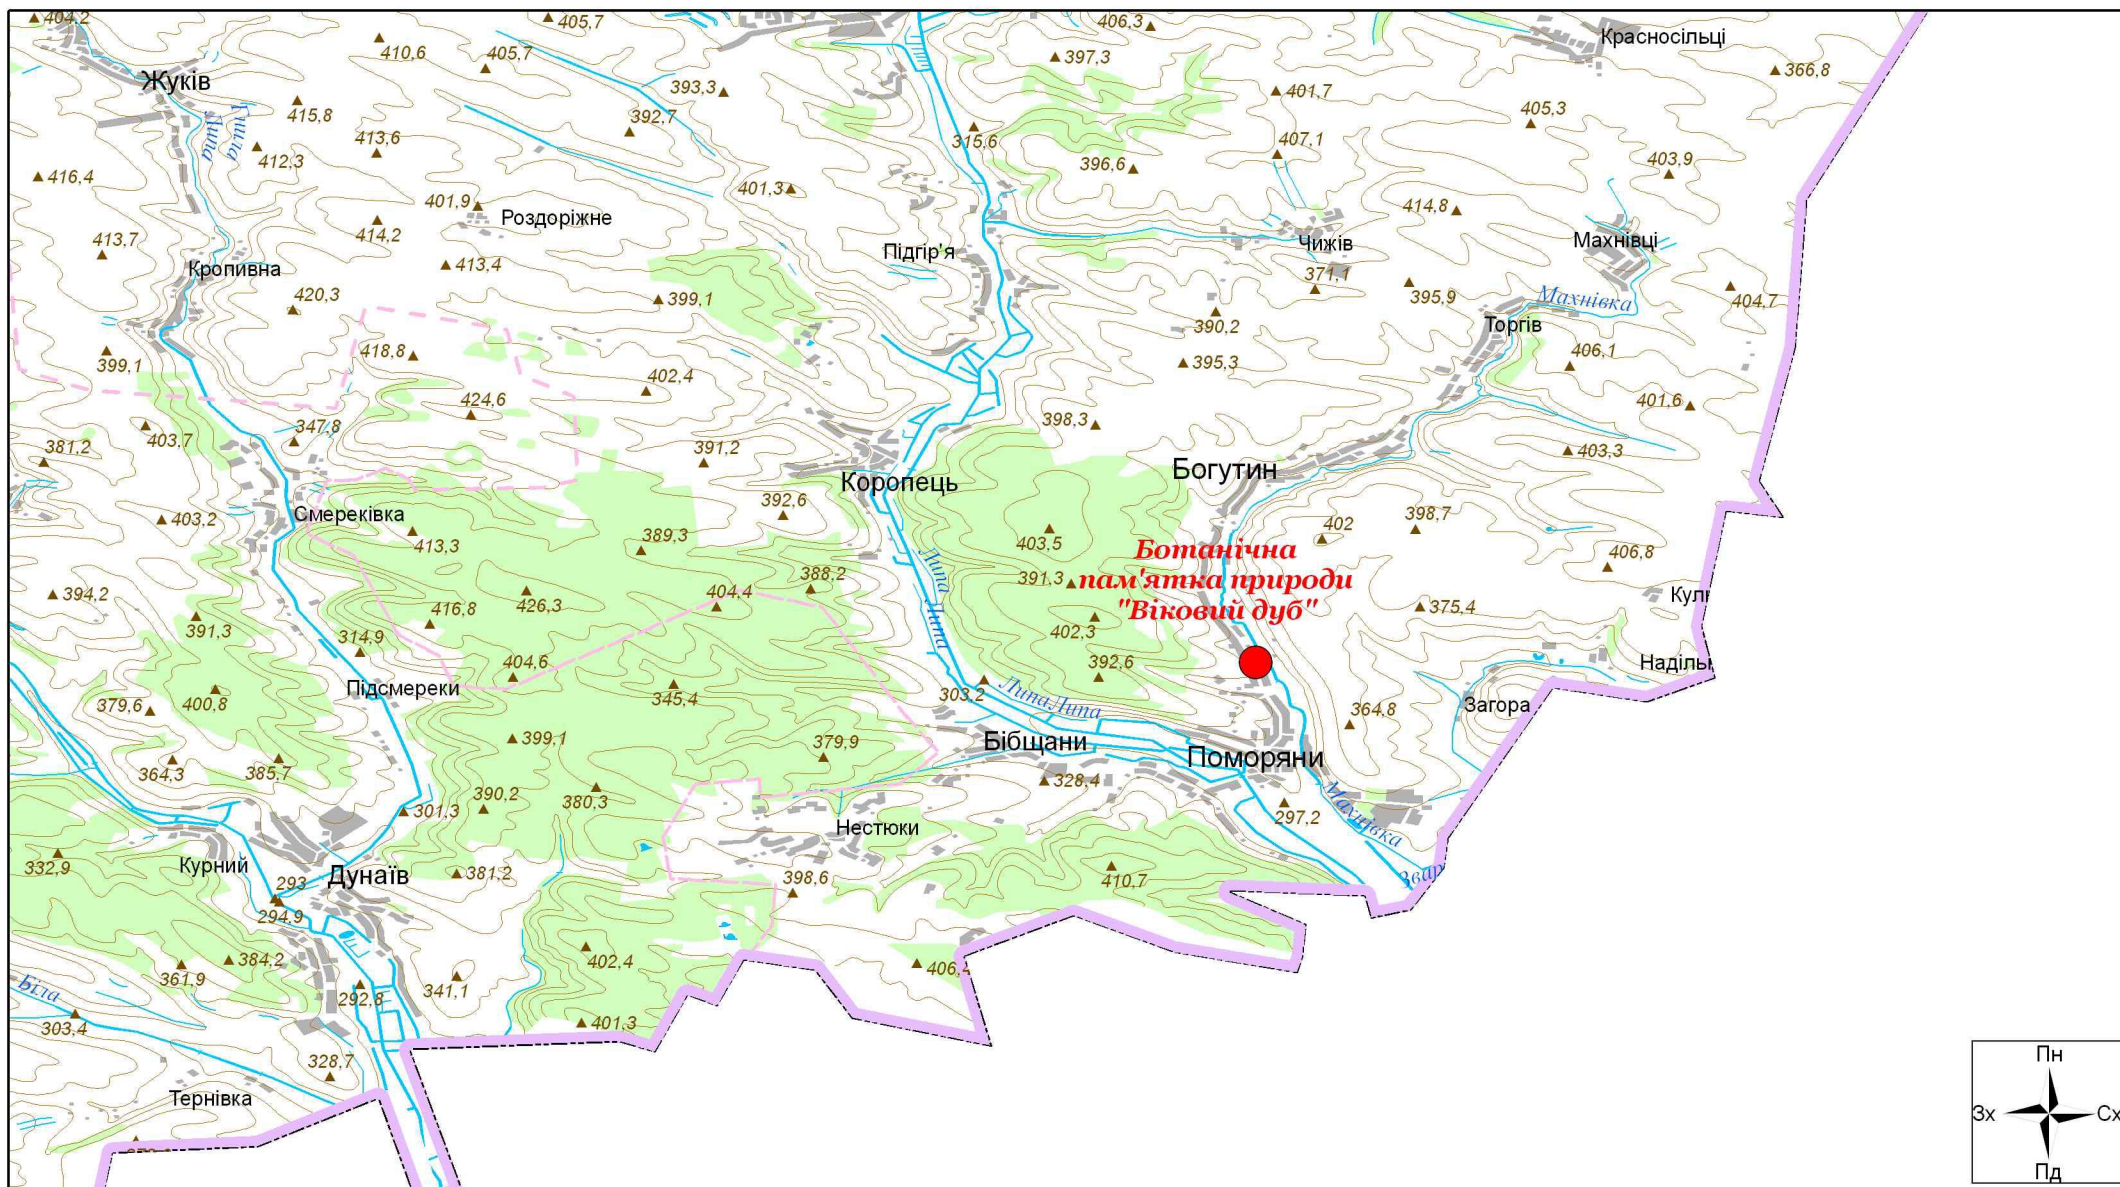 404,2
405,7
406,3
Красносільці
410,6
405,7
397,3
366,8
Жуків
393,3
401,7
415,8
Гнила
Липа
392,7
315,6
405,3
413,6
407,1
412,3
396,6
403,9
416,4
401,3
401,9
Роздоріжне
414,8
414,2
413,7
Підгір'я
Чижів
Махнівці
Кропивна
413,4
371,1
420,3
399,1
395,9
Махнівка
404,7
390,2
Торгів
418,8
399,1
395,3
406,1
402,4
424,6
401,6
347,8
398,3
403,7
381,2
391,2
403,3
Богутин
Коропець
392,6
403,2
Смереківка
402
398,7
413,3
389,3
403,5
Ботанічна
пам'ятка природи
"Віковий дуб"
406,8
Липа
391,3
388,2
394,2
426,3
404,4
375,4
Липа
416,8
391,3
402,3
314,9
404,6
392,6
Підсмереки
345,4
303,2
Липа
Липа
400,8
379,6
Загора
364,8
399,1
379,9
Бібщани
Поморяни
364,3
385,7
328,4
390,2
380,3
301,3
Махнівка
297,2
Нестюки
Курний
332,9
Дунаїв
293
381,2
398,6
410,7
294,9
384,2
361,9
402,4
341,1
Біла
292,8
303,4
401,3
328,7
Тернівка
Пн
Зх
Сх
Пд